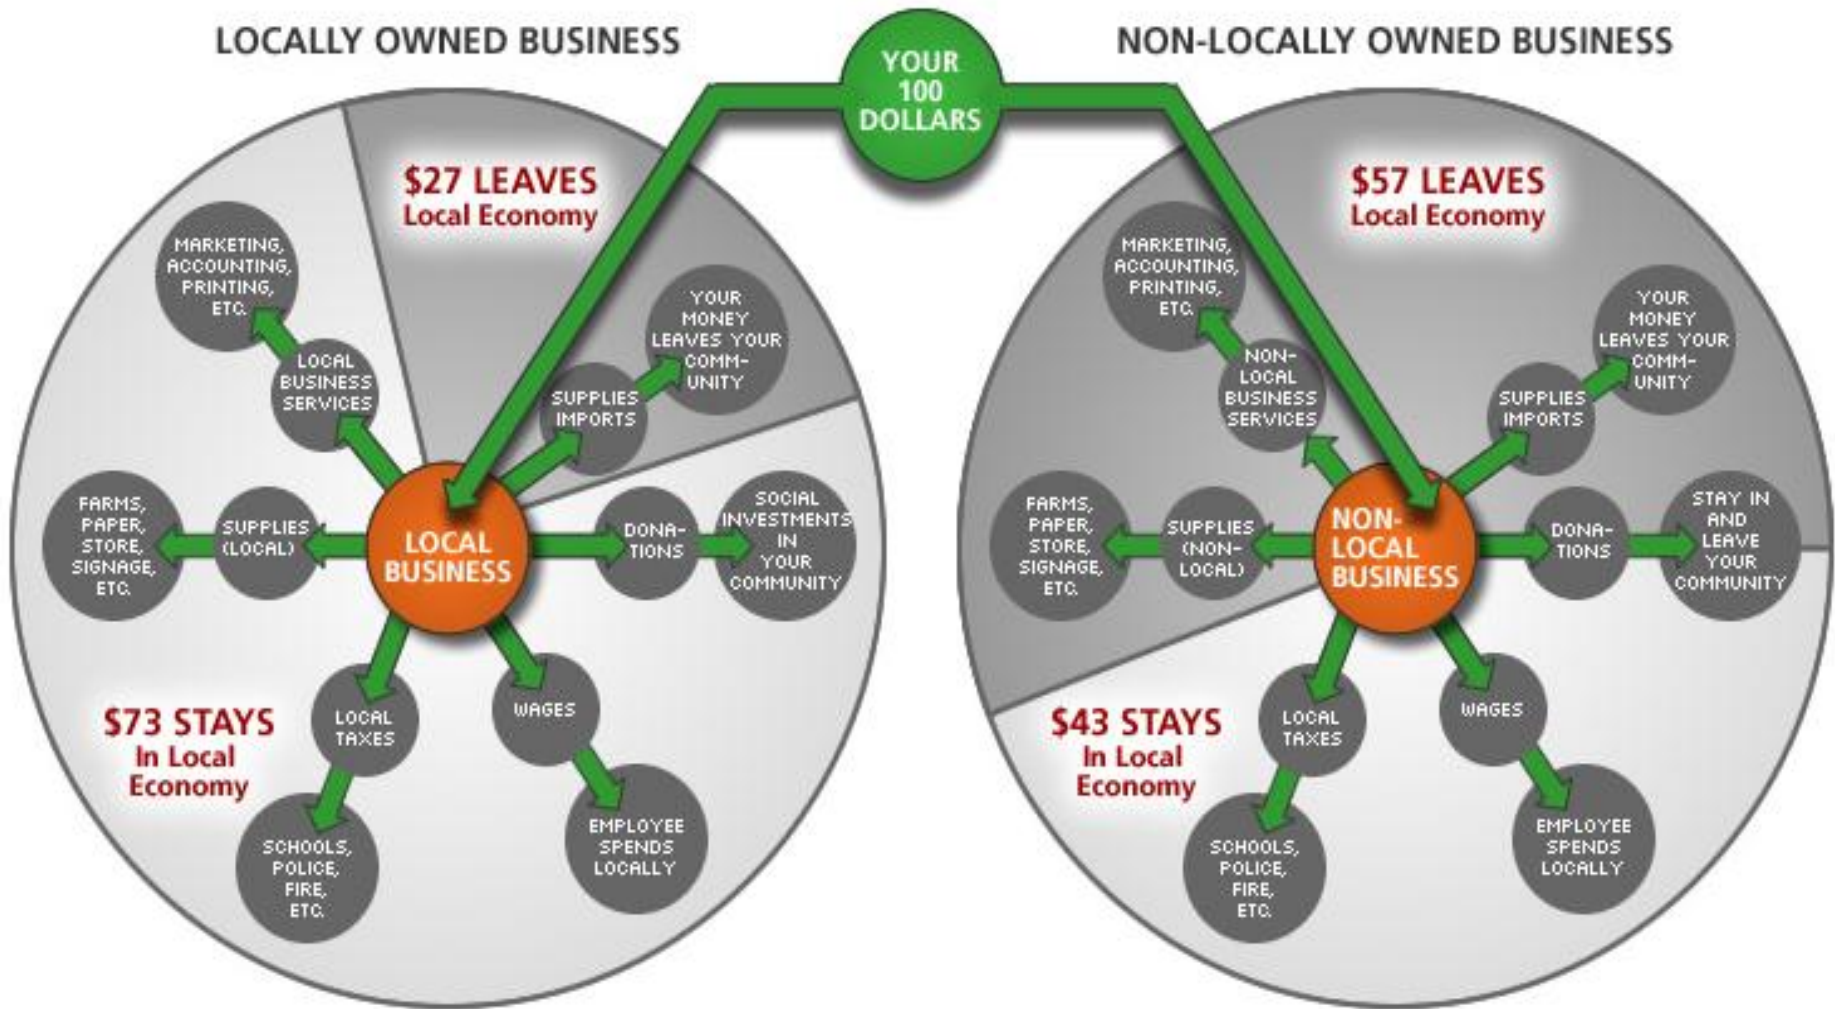 LOCALLY OWNED BUSINESS
YOUR
100
DOLLARS
NON-LOCALLY OWNED BUSINESS
$27 LEAVES
Local Economy
MARKETING,
ACCOUNTING,
PRINTING,
ETC.
LOCAL
BUSINESS
SERVICES
YOUR
MONEY
LEAVES YOUR
COMM-
UNITY
SUPPLIES
IMPORTS
FARMS,
PAPER,
STORE,
SIGNAGE,
ETC.
SUPPLIES
(LOCAL)
LOCAL
BUSINESS
DONA-
TIONS
SOCIAL
INVESTMENTS
IN
YOUR
COMMUNITY
$73 STAYS
In Local
Economy
LOCAL
TAXES
WAGES
SCHOOLS,
POLICE,
FIRE,
ETC.
EMPLOYEE
SPENDS
LOCALLY
$57 LEAVES
Local Economy
MARKETING,
ACCOUNTING,
PRINTING,
ETC.
NON-
LOCAL
BUSINESS
SERVICES
YOUR
MONEY
LEAVES YOUR
COMM-
UNITY
SUPPLIES
IMPORTS
FARMS,
PAPER,
STORE,
SIGNAGE,
ETC.
SUPPLIES
(NON-
LOCAL)
NON-
LOCAL
BUSINESS
DONA-
TIONS
STAY IN
AND
LEAVE
YOUR
COMMUNITY
$43 STAYS
In Local
Economy
LOCAL
TAXES
WAGES
SCHOOLS,
POLICE,
FIRE,
ETC.
EMPLOYEE
SPENDS
LOCALLY